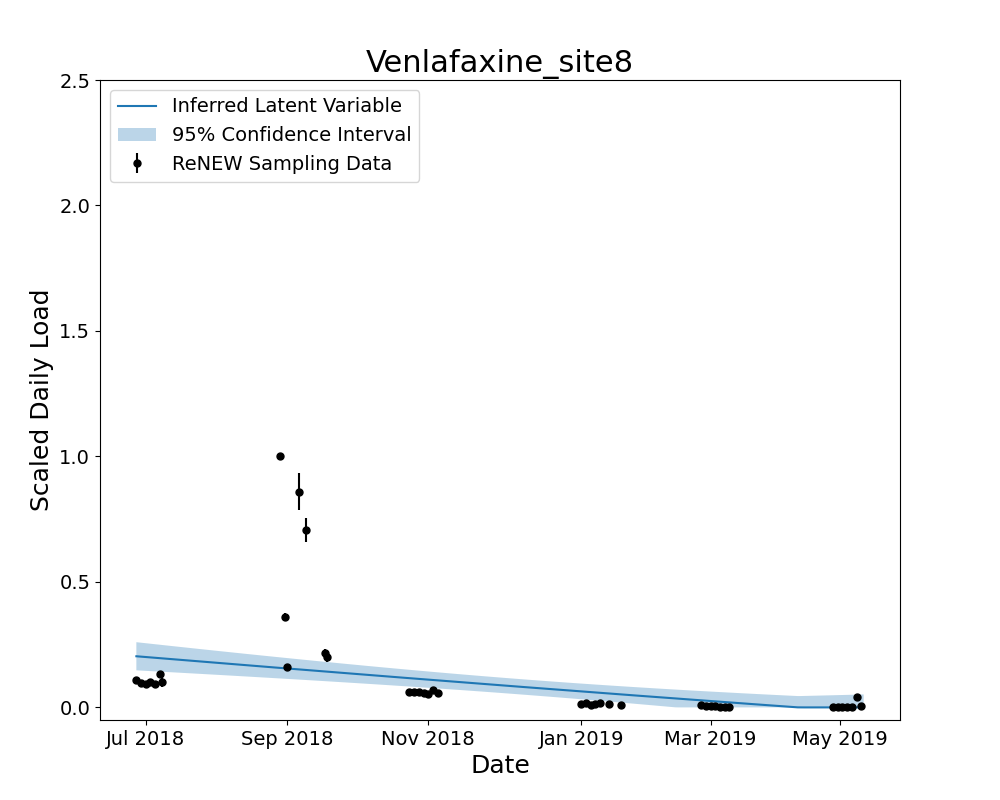 Venlafaxine_site8
Inferred Latent Variable
95% Confidence Interval
ReNEW Sampling Data
Scaled Daily Load
2.5
2.0
1.5
1.0
0.5
0.0
Jul 2018 Sep 2018 Nov 2018 Jan 2019 Mar 2019 May 2019
Date